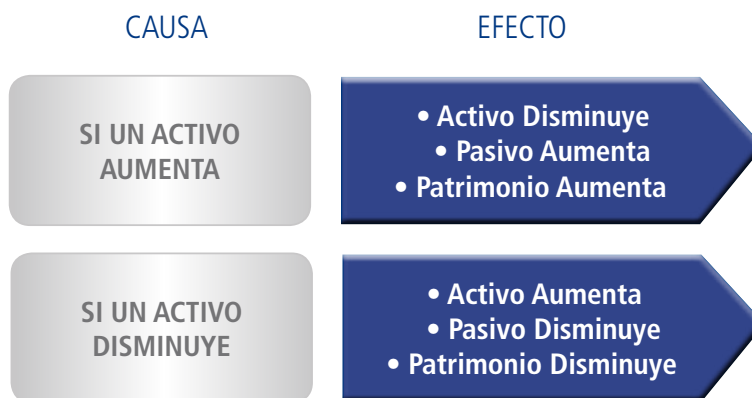 CAUSA
EFECTO
SI UN ACTIVO
AUMENTA
• Activo Disminuye
• Pasivo Aumenta
• Patrimonio Aumenta
SI UN ACTIVO
DISMINUYE
• Activo Aumenta
• Pasivo Disminuye
• Patrimonio Disminuye